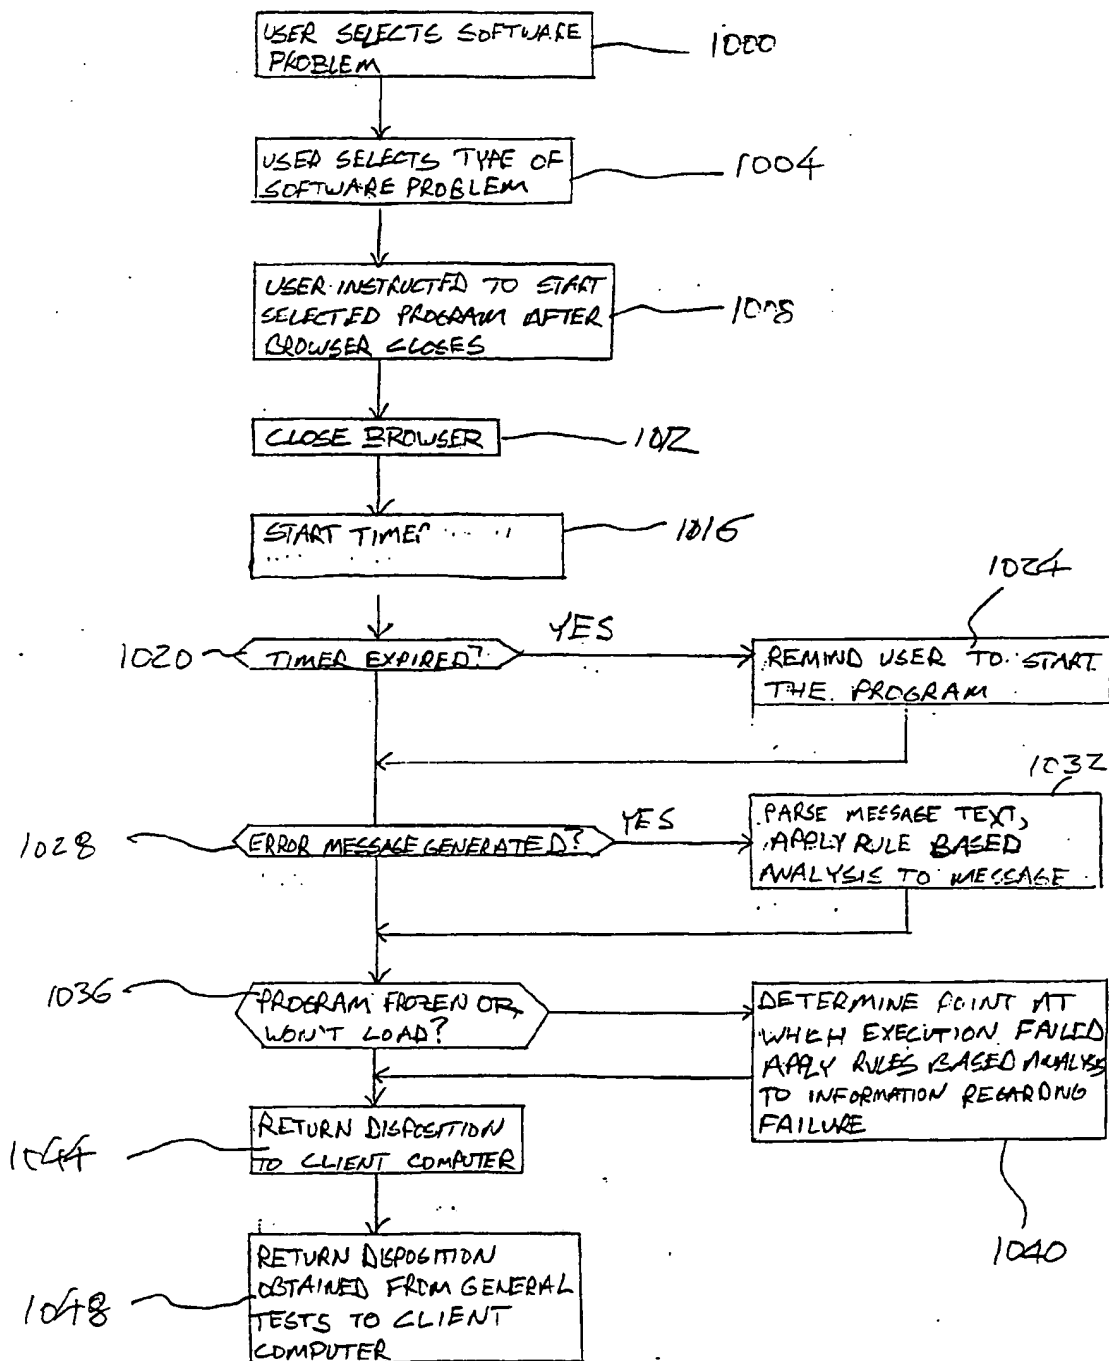 USER SELECTS SOFTWARE
PROBLEM
1000
USER SELECTS TYPE OF
SOFTWARE PROBLEM
1004
USER INSTRUCTED TO START
SELECTED PROGRAM AFTER
BROWSER CLOSES
1008
CLOSE BROWSER
1012
START TIMER
1016
1024
1020
TIMER EXPIRED?
YES
REMIND USER TO START
THE PROGRAM
1032
1028
ERROR MESSAGE GENERATED?
YES
PARSE MESSAGE TEXT,
APPLY RULE BASED
ANALYSIS TO MESSAGE
1036
PROGRAM FROZEN OR
WON'T LOAD?
DETERMINE POINT AT
WHICH EXECUTION FAILED
APPLY RULES BASED ANALYSIS
TO INFORMATION REGARDING
FAILURE
1040
1044
RETURN DISPOSITION
TO CLIENT COMPUTER
1048
RETURN DISPOSITION
OBTAINED FROM GENERAL
TESTS TO CLIENT
COMPUTER